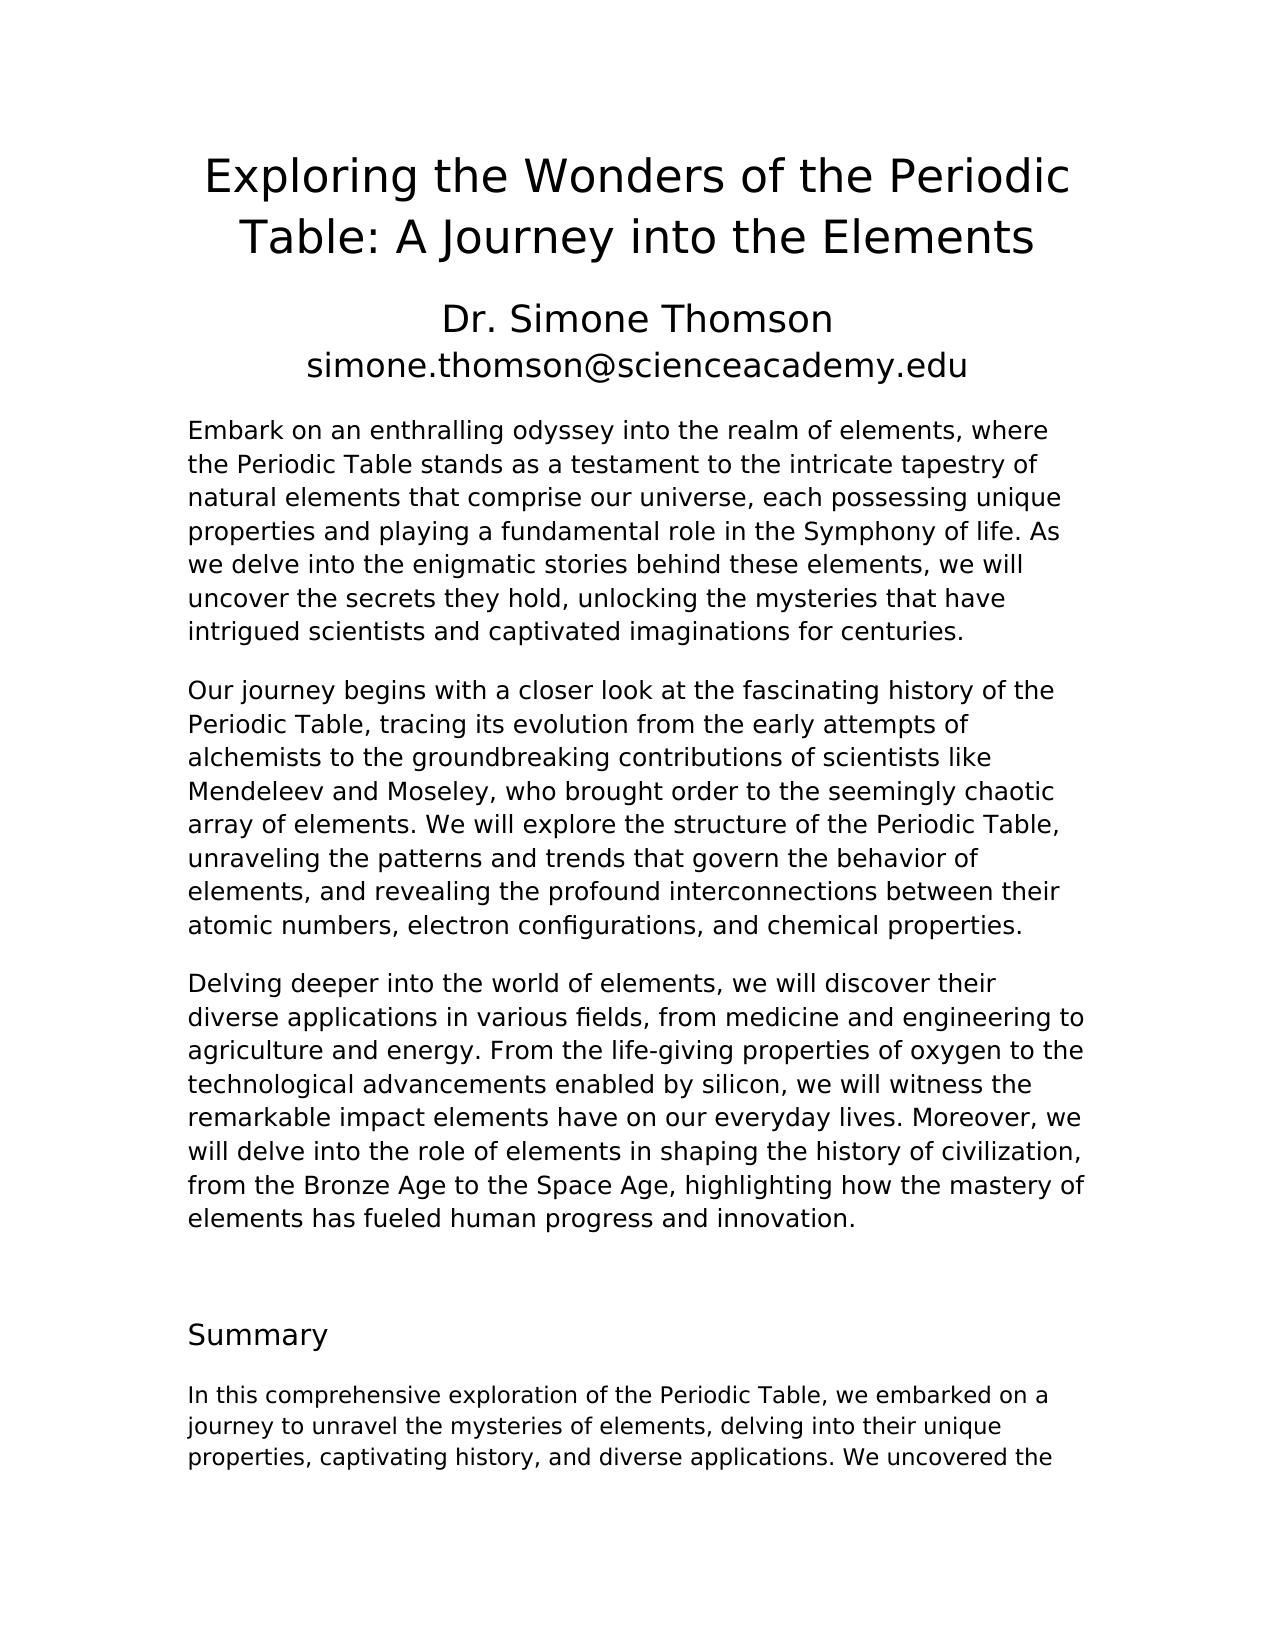 Exploring the Wonders of the Periodic
Table: A Journey into the Elements
Dr. Simone Thomson
simone.thomson@scienceacademy.edu
Embark on an enthralling odyssey into the realm of elements, where
the Periodic Table stands as a testament to the intricate tapestry of
natural elements that comprise our universe, each possessing unique
properties and playing a fundamental role in the Symphony of life. As
we delve into the enigmatic stories behind these elements, we will
uncover the secrets they hold, unlocking the mysteries that have
intrigued scientists and captivated imaginations for centuries.
Our journey begins with a closer look at the fascinating history of the
Periodic Table, tracing its evolution from the early attempts of
alchemists to the groundbreaking contributions of scientists like
Mendeleev and Moseley, who brought order to the seemingly chaotic
array of elements. We will explore the structure of the Periodic Table,
unraveling the patterns and trends that govern the behavior of
elements, and revealing the profound interconnections between their
atomic numbers, electron configurations, and chemical properties.
Delving deeper into the world of elements, we will discover their
diverse applications in various fields, from medicine and engineering to
agriculture and energy. From the life-giving properties of oxygen to the
technological advancements enabled by silicon, we will witness the
remarkable impact elements have on our everyday lives. Moreover, we
will delve into the role of elements in shaping the history of civilization,
from the Bronze Age to the Space Age, highlighting how the mastery of
elements has fueled human progress and innovation.
Summary
In this comprehensive exploration of the Periodic Table, we embarked on a
journey to unravel the mysteries of elements, delving into their unique
properties, captivating history, and diverse applications. We uncovered the